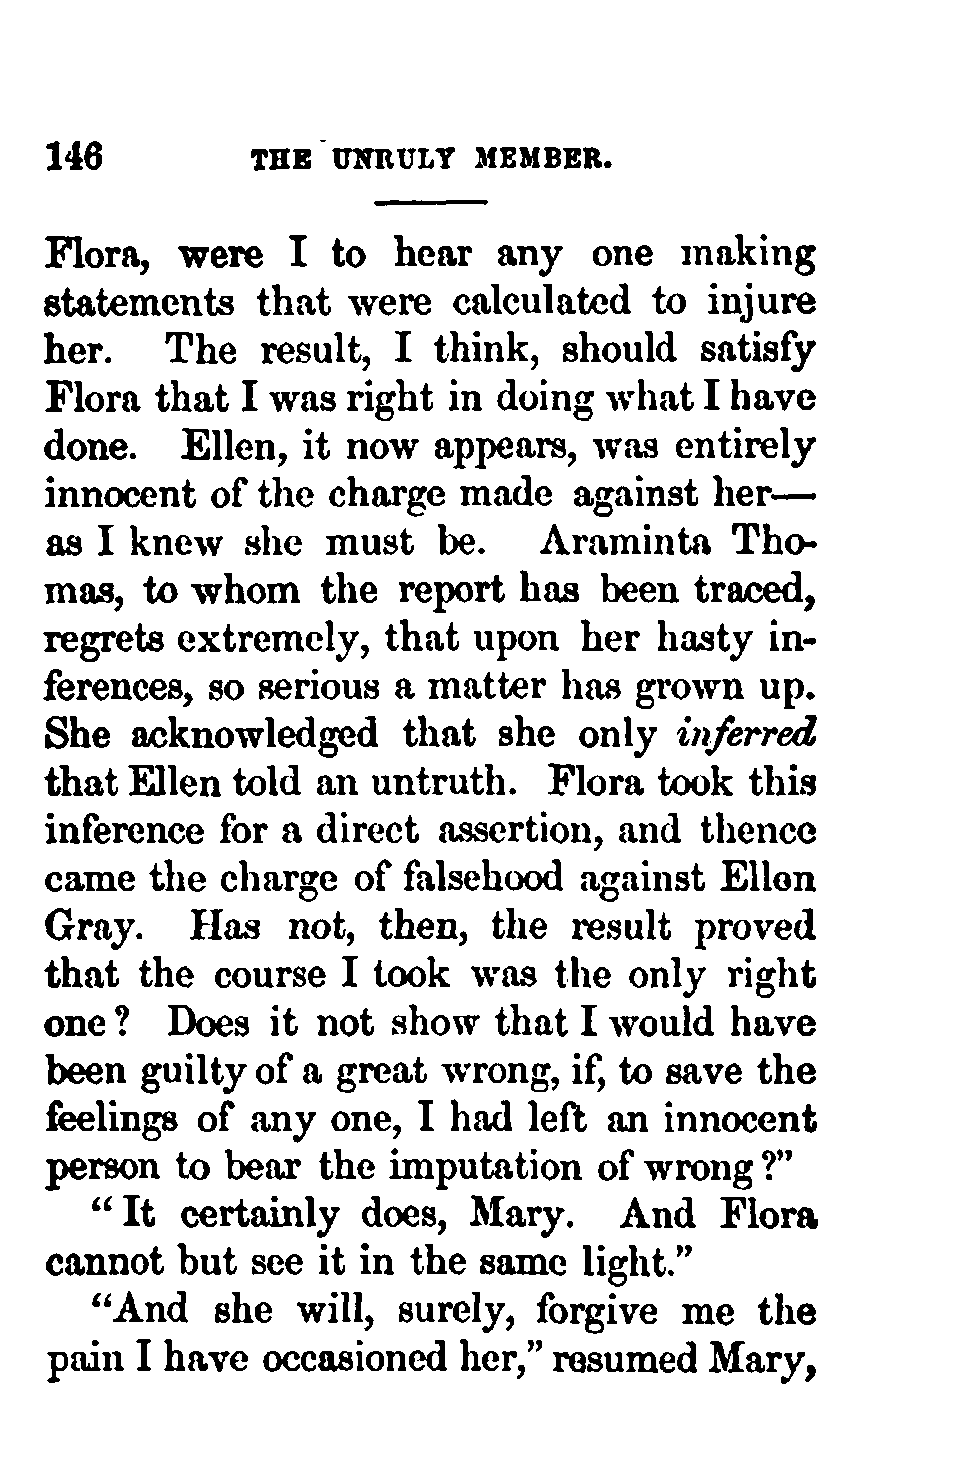 146 THE UNRULY MEMBER.
Flora, were I to hear any one making
statements that were calculated to injure
her. The result, I think, should satisfy
Flora that I was right in doing what I have
done. Ellen, it now appears, was entirely
innocent of the charge made against her—
as I knew she must be. Araminta Tho-
mas, to whom the report has been traced,
regrets extremely, that upon her hasty in-
ferences, so serious a matter has grown up.
She acknowledged that she only inferred
that Ellen told an untruth. Flora took this
inference for a direct assertion, and thence
came the charge of falsehood against Ellen
Gray. Has not, then, the result proved
that the course I took was the only right
one? Does it not show that I would have
been guilty of a great wrong, if, to save the
feelings of any one, I had left an innocent
person to bear the imputation of wrong?"
"It certainly does, Mary. And Flora
cannot but see it in the same light."
"And she will, surely, forgive me the
pain I have occasioned her," resumed Mary,